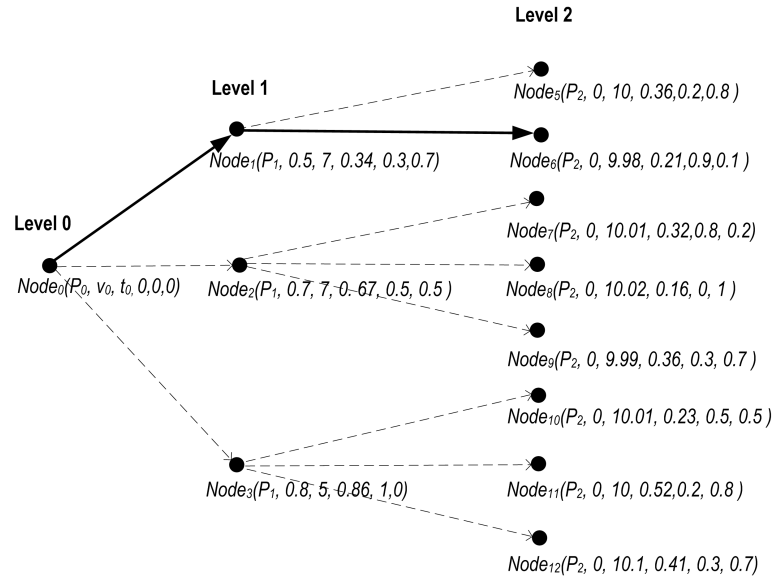 Level 2
Level 1
Node5(P2, 0, 10, 0.36,0.2,0.8 )
Node1(P1, 0.5, 7, 0.34, 0.3,0.7)
Node6(P2, 0, 9.98, 0.21,0.9,0.1 )
Level 0
Node7(P2, 0, 10.01, 0.32,0.8, 0.2)
Node0(P0, v0, t0, 0,0,0)
Node2(P1, 0.7, 7, 0.67, 0.5, 0.5 )
Node8(P2, 0, 10.02, 0.16, 0, 1 )
Node9(P2, 0, 9.99, 0.36, 0.3, 0.7 )
Node10(P2, 0, 10.01, 0.23, 0.5, 0.5 )
Node3(P1, 0.8, 5, 0.86, 1,0)
Node11(P2, 0, 10, 0.52,0.2, 0.8 )
Node12(P2, 0, 10.1, 0.41, 0.3, 0.7)